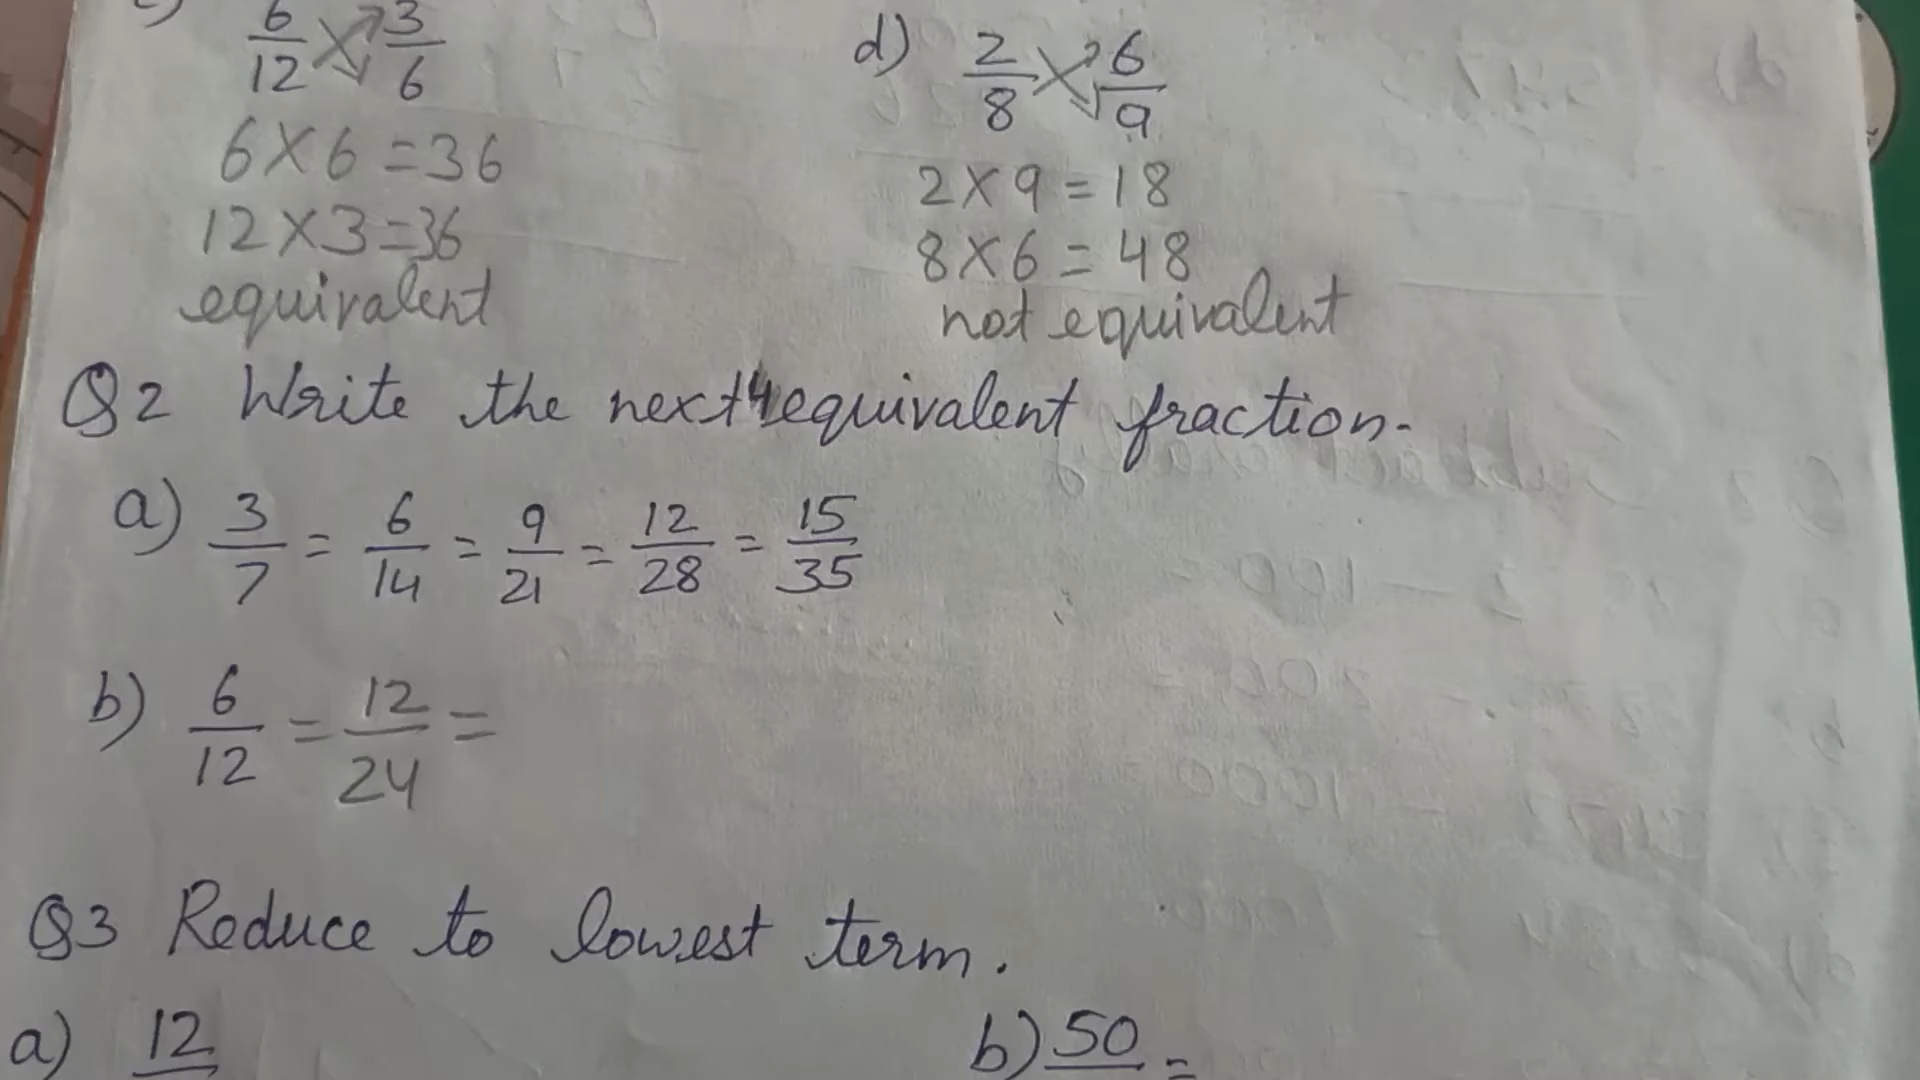 6/12 3/6
6 X 6 = 36
12 X 3 = 36
equivalent
d) 2/8 6/9
2 X 9 = 18
8 X 6 = 48
not equivalent
Q2 Write the next 4 equivalent fraction.
a) 3/7 = 6/14 = 9/21 = 12/28 = 15/35
b) 6/12 = 12/24 =
Q3 Reduce to lowest term.
a) 12
b) 50 =